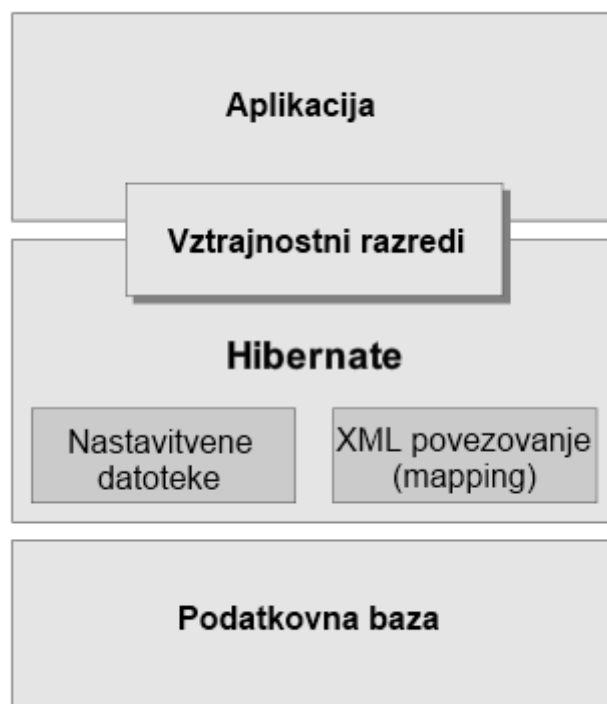 Aplikacija
Vztrajnostni razredi
Hibernate
Nastavitvene
datoteke
XML povezovanje
(mapping)
Podatkovna baza